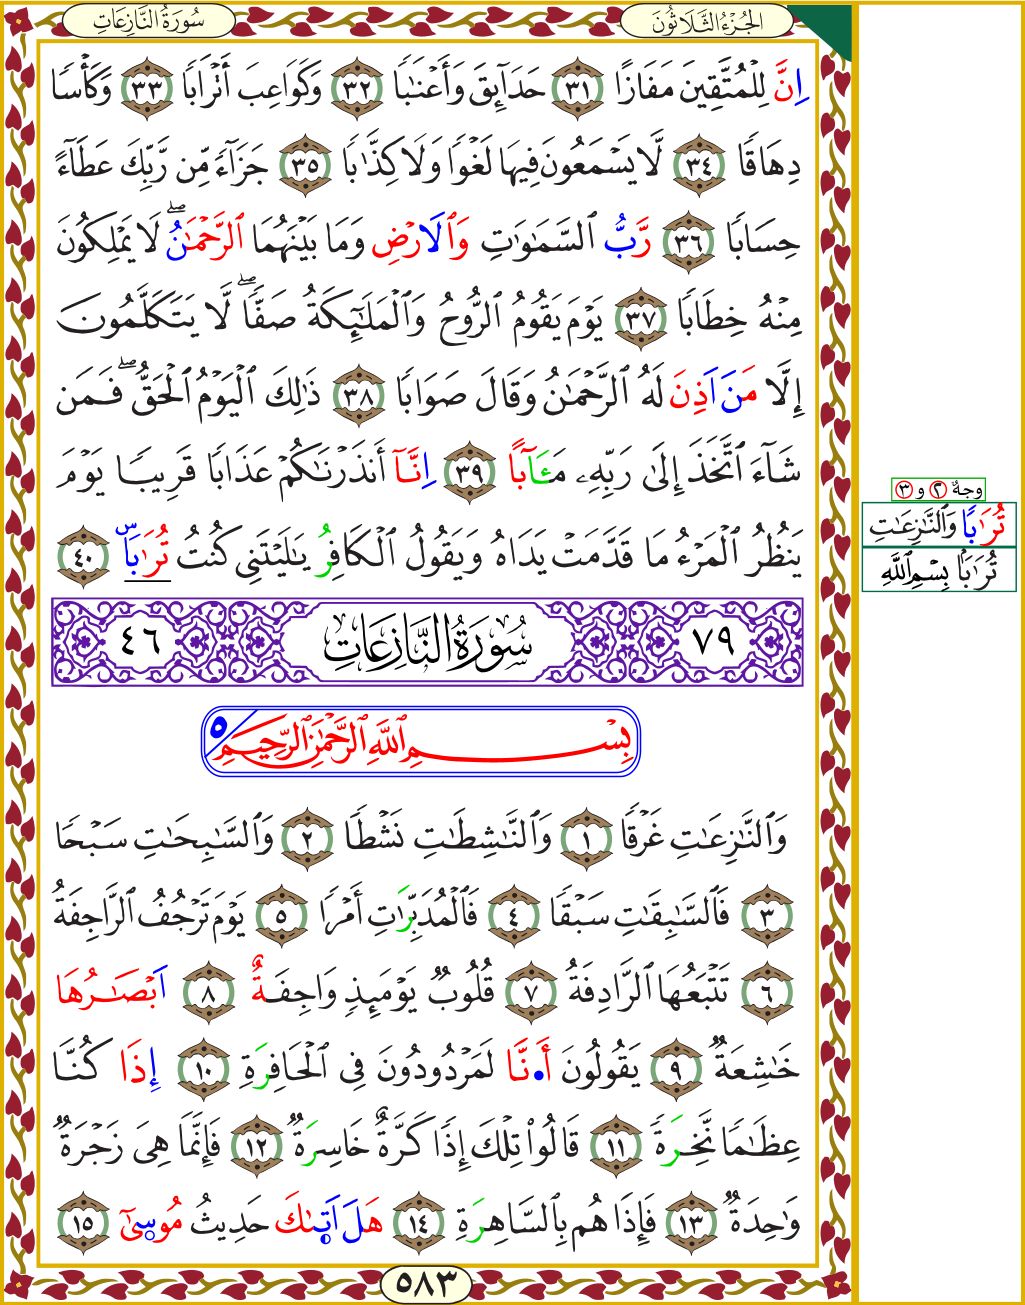 سُورَةُ النَّازِعَاتِ
الجُزْءُ الثَّلَاثُونَ
اِنَّ لِلْمُتَّقِينَ مَفَازًا ٣١ حَدَآئِقَ وَأَعْنَٰبًا ٣٢ وَكَوَاعِبَ أَتْرَابًا ٣٣ وَكَأْسًا
دِهَاقًا ٣٤ لَّا يَسْمَعُونَ فِيهَا لَغْوًا وَلَا كِذَّٰبًا ٣٥ جَزَآءً مِّن رَّبِّكَ عَطَآءً
حِسَابًا ٣٦ رَّبُّ ٱلسَّمَٰوَٰتِ وَٱلَارْضِ وَمَا بَيْنَهُمَا ٱلرَّحْمَٰنُۖ لَا يَمْلِكُونَ
مِنْهُ خِطَابًا ٣٧ يَوْمَ يَقُومُ ٱلرُّوحُ وَٱلْمَلَٰٓئِكَةُ صَفًّاۖ لَّا يَتَكَلَّمُونَ
إِلَّا مَنَ اَذِنَ لَهُ ٱلرَّحْمَٰنُ وَقَالَ صَوَابًا ٣٨ ذَٰلِكَ ٱلْيَوْمُ ٱلْحَقُّۖ فَمَن
شَآءَ ٱتَّخَذَ إِلَىٰ رَبِّهِۦ مَـَٔابًا ٣٩ اِنَّآ أَنذَرْنَٰكُمْ عَذَابًا قَرِيبًا يَوْمَ
يَنظُرُ ٱلْمَرْءُ مَا قَدَّمَتْ يَدَاهُ وَيَقُولُ ٱلْكَافِرُ يَٰلَيْتَنِى كُنتُ تُرَٰبَۢاۜ ٤٠
وجهٌ ٢ و ٣
تُرَٰبًا وَٱلنَّٰزِعَٰتِ
تُرَٰبَۢا بِسْمِ ٱللَّهِ
٧٩ سُورَةُ النَّازِعَاتِ ٤٦
بِسْمِ ٱللَّهِ ٱلرَّحْمَٰنِ ٱلرَّحِيمِ ٥
وَٱلنَّٰزِعَٰتِ غَرْقًا ١ وَٱلنَّٰشِطَٰتِ نَشْطًا ٢ وَٱلسَّٰبِحَٰتِ سَبْحًا
٣ فَٱلسَّٰبِقَٰتِ سَبْقًا ٤ فَٱلْمُدَبِّرَٰتِ أَمْرًا ٥ يَوْمَ تَرْجُفُ ٱلرَّاجِفَةُ
٦ تَتْبَعُهَا ٱلرَّادِفَةُ ٧ قُلُوبٌ يَوْمَئِذٍ وَاجِفَةٌ ٨ اَبْصَٰرُهَا
خَٰشِعَةٌ ٩ يَقُولُونَ أَ•نَّا لَمَرْدُودُونَ فِى ٱلْحَافِرَةِ ١٠ إِذَا كُنَّا
عِظَٰمًا نَّخِرَةً ١١ قَالُوا۟ تِلْكَ إِذًا كَرَّةٌ خَاسِرَةٌ ١٢ فَإِنَّمَا هِىَ زَجْرَةٌ
وَٰحِدَةٌ ١٣ فَإِذَا هُم بِٱلسَّاهِرَةِ ١٤ هَلَ اَتَىٰكَ حَدِيثُ مُوسَىٰٓ ١٥
٥٨٣